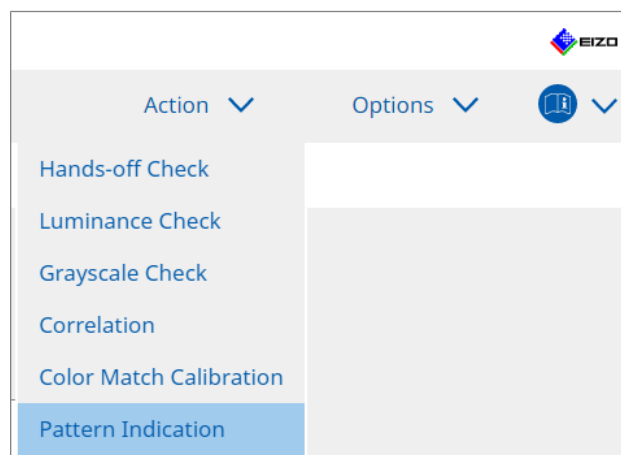 EIZO
Action Options
Hands-off Check
Luminance Check
Grayscale Check
Correlation
Color Match Calibration
Pattern Indication